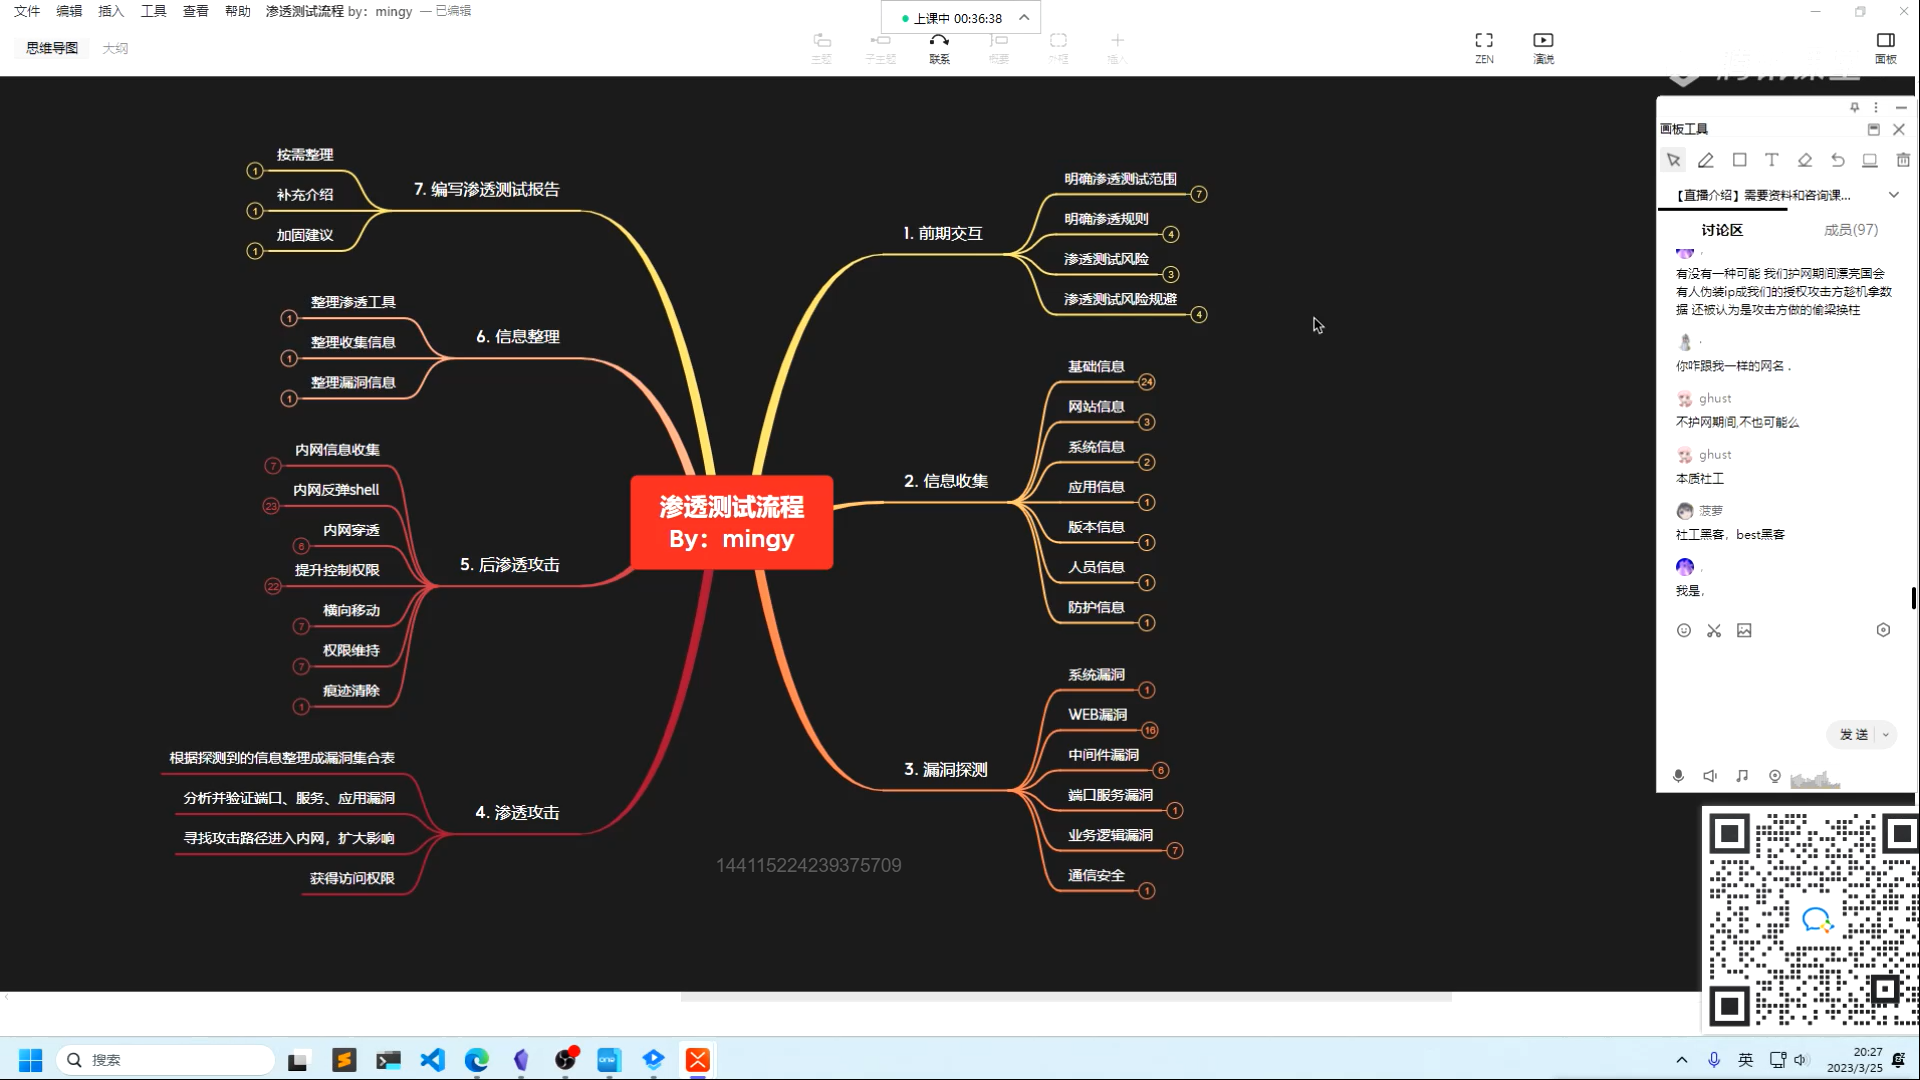 文件 编辑 插入 工具 查看 帮助 渗透测试流程 by：mingy — 已编辑
上课中 00:36:38
思维导图 大纲
主题 子主题 联系 概要 外框 插入
ZEN 演说 面板
渗透测试流程
By：mingy
1. 前期交互
明确渗透测试范围 7
明确渗透规则 4
渗透测试风险 3
渗透测试风险规避 4
2. 信息收集
基础信息 24
网站信息 3
系统信息 2
应用信息 1
版本信息 1
人员信息 1
防护信息 1
3. 漏洞探测
系统漏洞 1
WEB漏洞 16
中间件漏洞 6
端口服务漏洞 1
业务逻辑漏洞 7
通信安全 1
4. 渗透攻击
根据探测到的信息整理成漏洞集合表
分析并验证端口、服务、应用漏洞
寻找攻击路径进入内网，扩大影响
获得访问权限
5. 后渗透攻击
内网信息收集 7
内网反弹shell 23
内网穿透 6
提升控制权限 22
横向移动 7
权限维持 7
痕迹清除 1
6. 信息整理
整理渗透工具 1
整理收集信息 1
整理漏洞信息 1
7. 编写渗透测试报告
按需整理 1
补充介绍 1
加固建议 1
144115224239375709
画板工具
【直播介绍】需要资料和咨询课...
讨论区 成员(97)
有没有一种可能 我们护网期间漂亮国会
有人伪装ip成我们的授权攻击方趁机拿数
据 还被认为是攻击方做的偷梁换柱
你咋跟我一样的网名 .
ghust
不护网期间,不也可能么
ghust
本质社工
菠萝
社工黑客，best黑客
我是,
发送
搜索
英
20:27
2023/3/25